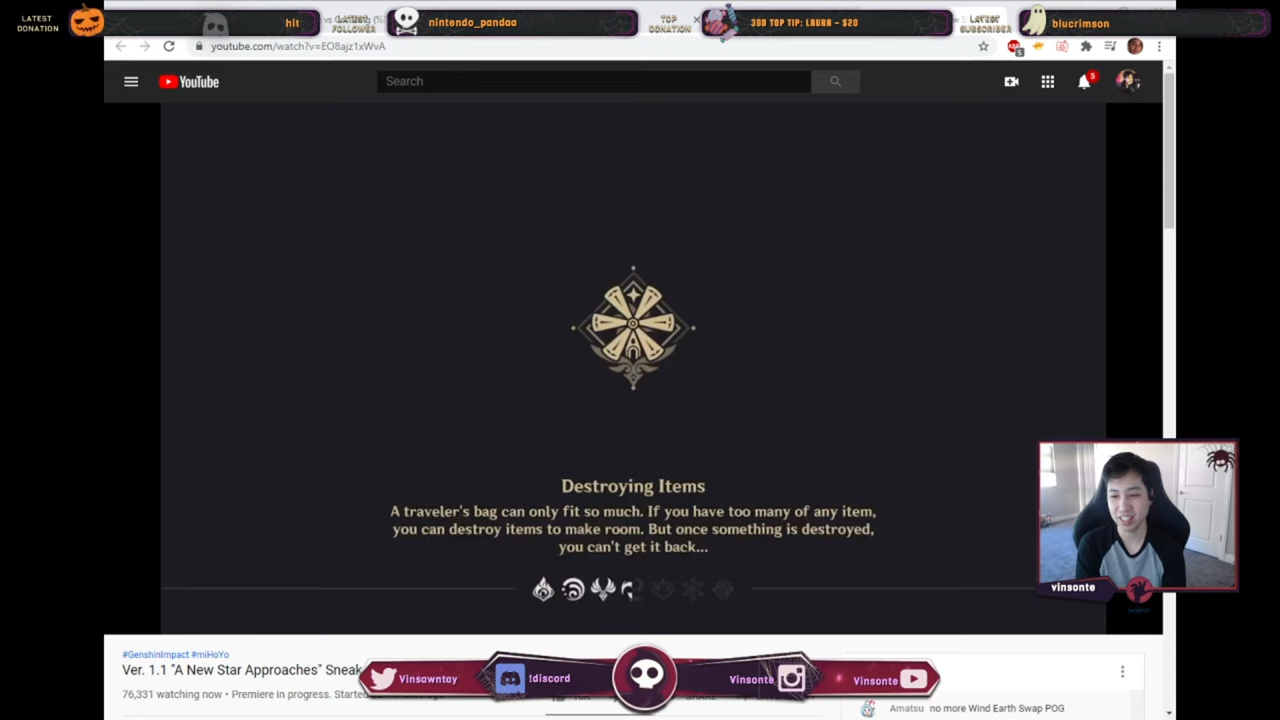 LATEST DONATION
hit
LATEST FOLLOWER
nintendo_pandaa
TOP DONATION
30D TOP TIP: LAURA - $20
LATEST SUBSCRIBER
blucrimson
youtube.com/watch?v=EO8ajz1xWvA
5
YouTube
Search
5
Destroying Items
A traveler's bag can only fit so much. If you have too many of any item,
you can destroy items to make room. But once something is destroyed,
you can't get it back...
vinsonte
#GenshinImpact #miHoYo
Ver. 1.1 "A New Star Approaches" Sneak
Vinsawntay
!discord
Vinsonte
Vinsonte
76,331 watching now • Premiere in progress. Started
Amatsu no more Wind Earth Swap POG